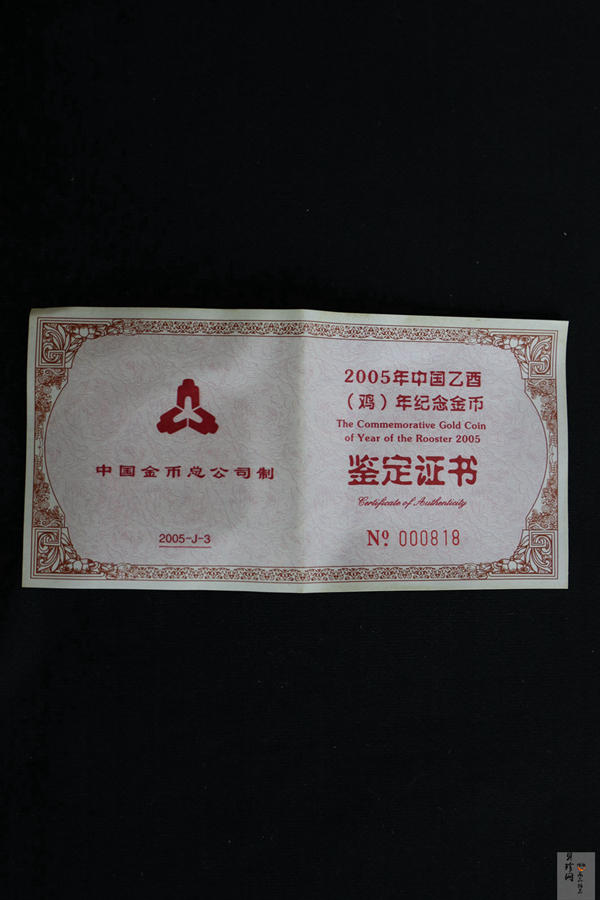 中国金币总公司制
2005-J-3
2005年中国乙酉
（鸡）年纪念金币
The Commemorative Gold Coin
of Year of the Rooster 2005
鉴定证书
Certificate of Authenticity
Nº 000818